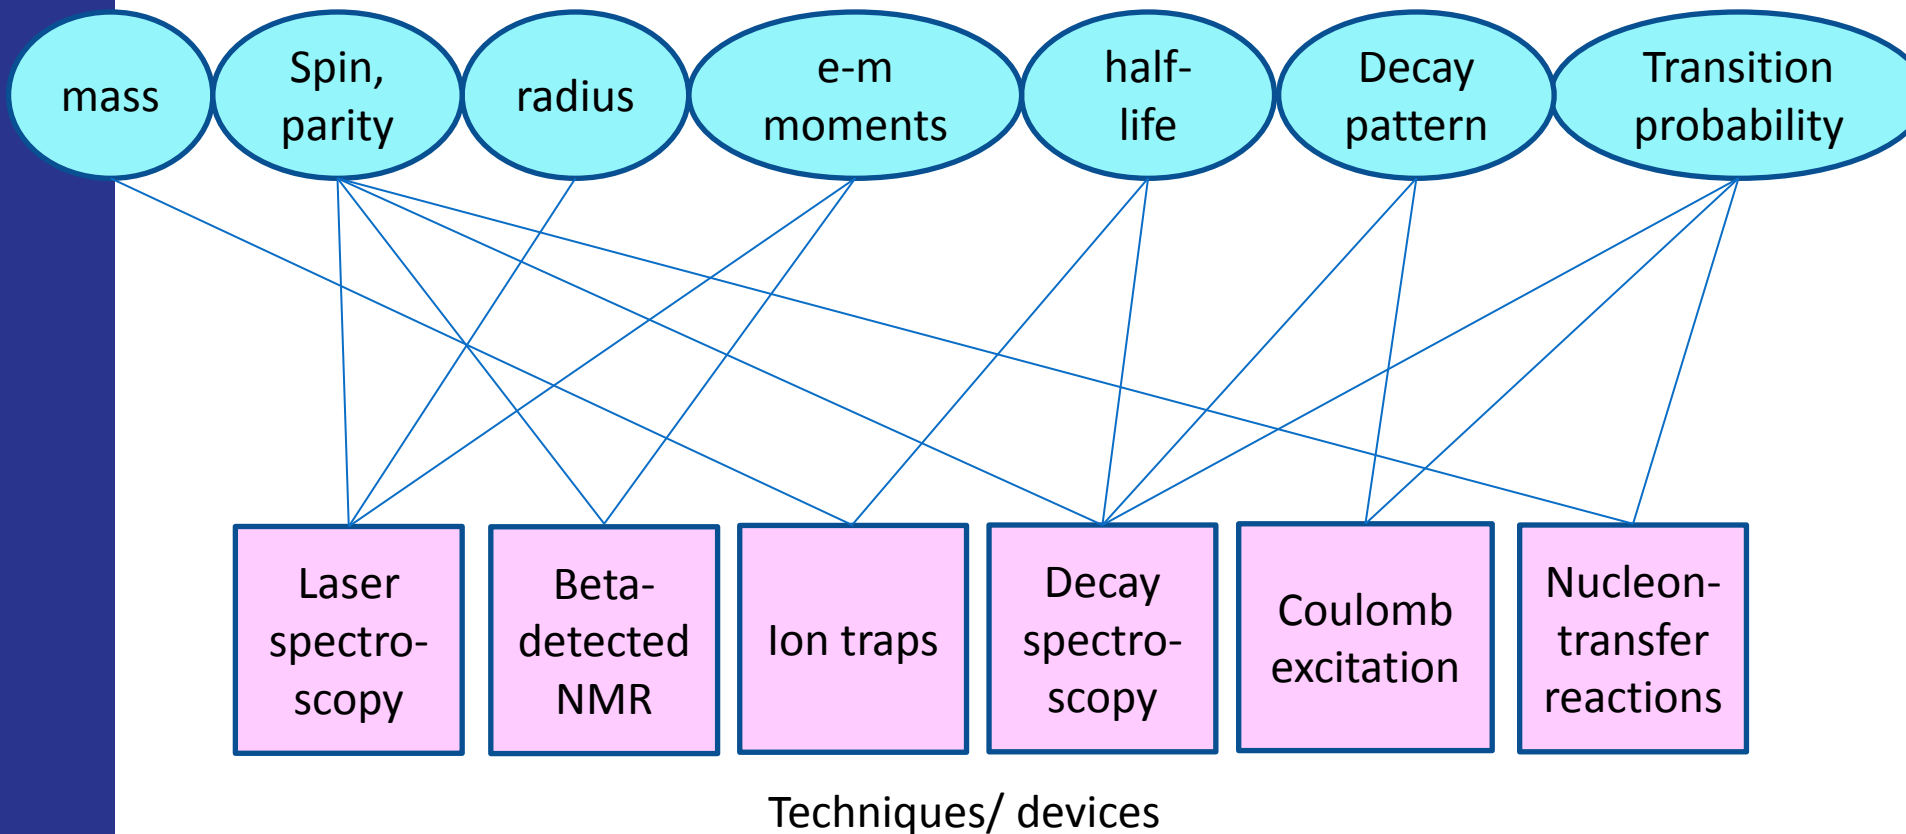 mass
Spin,
parity
radius
e-m
moments
half-
life
Decay
pattern
Transition
probability
Laser
spectro-
scopy
Beta-
detected
NMR
Ion traps
Decay
spectro-
scopy
Coulomb
excitation
Nucleon-
transfer
reactions
Techniques/ devices